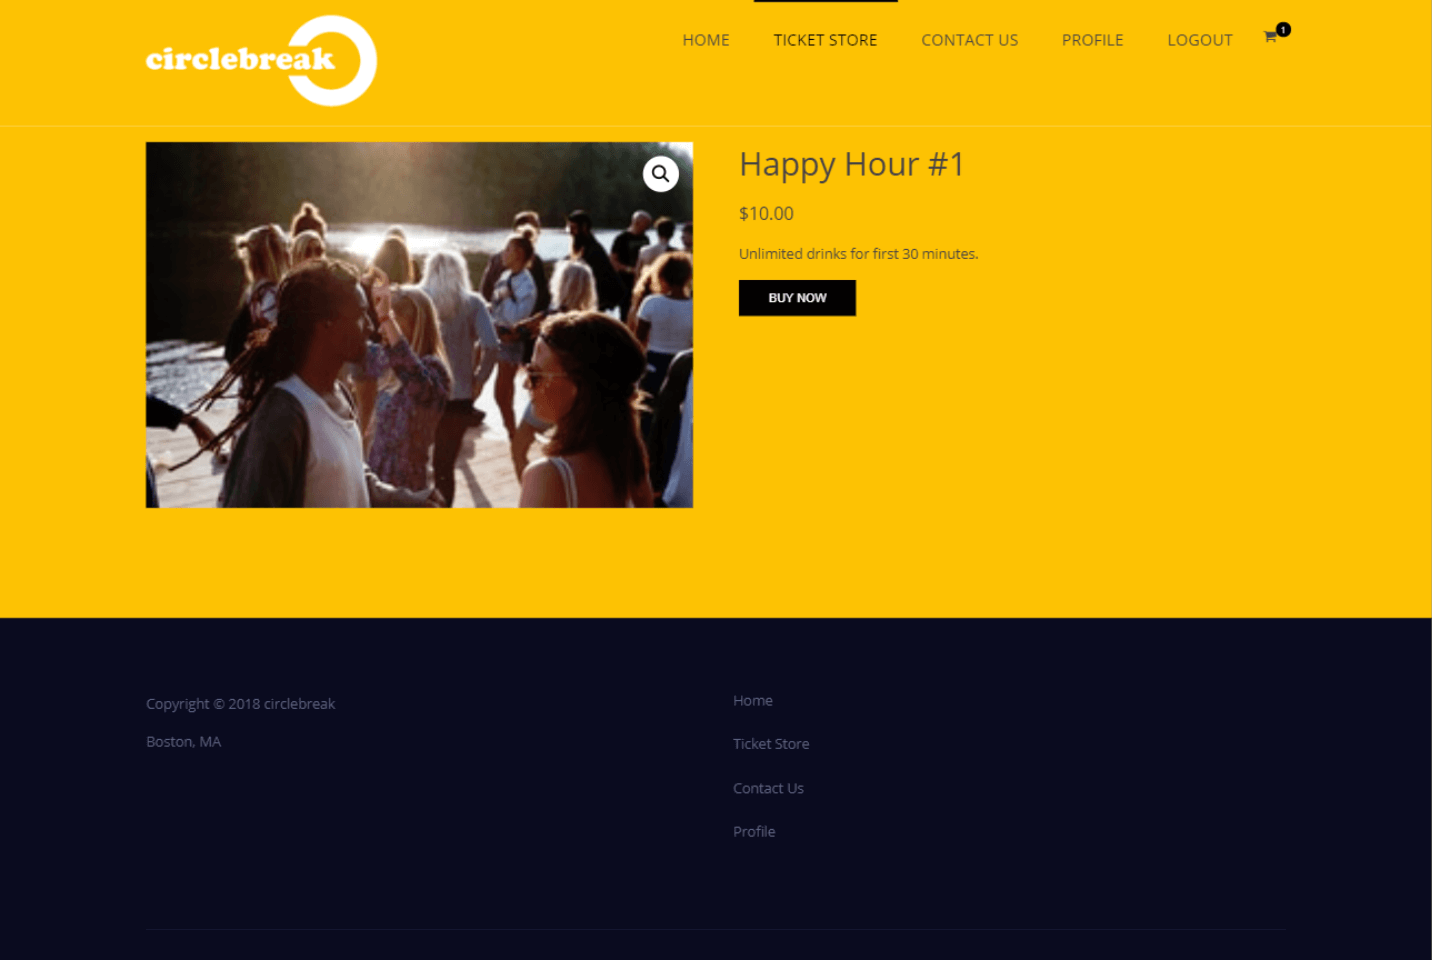 circlebreak
HOME
TICKET STORE
CONTACT US
PROFILE
LOGOUT
1
Happy Hour #1
$10.00
Unlimited drinks for first 30 minutes.
BUY NOW
Copyright © 2018 circlebreak
Boston, MA
Home
Ticket Store
Contact Us
Profile